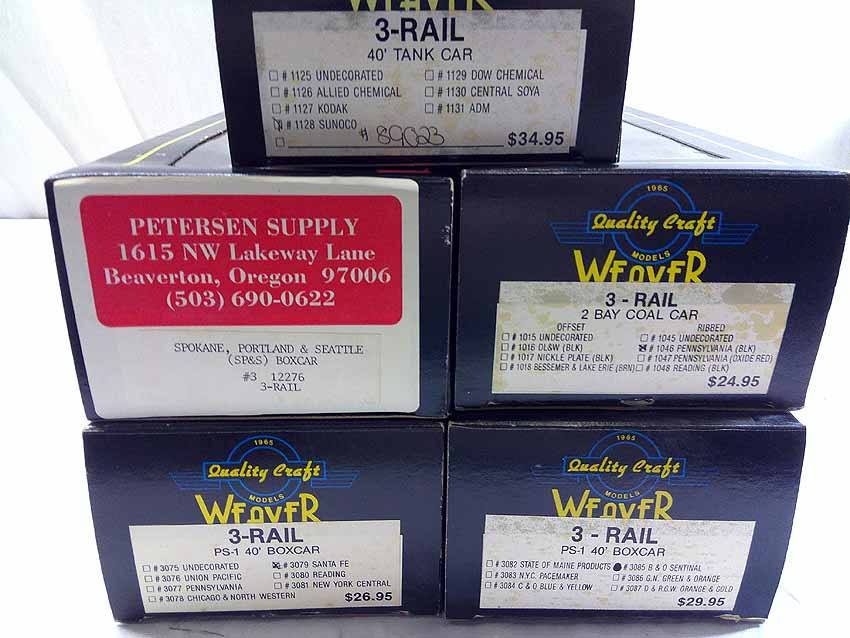 WEAVER
3-RAIL
40' TANK CAR
# 1125 UNDECORATED
# 1126 ALLIED CHEMICAL
# 1127 KODAK
# 1128 SUNOCO
# 1129 DOW CHEMICAL
# 1130 CENTRAL SOYA
# 1131 ADM
# 89023
$34.95
PETERSEN SUPPLY
1615 NW Lakeway Lane
Beaverton, Oregon 97006
(503) 690-0622
SPOKANE, PORTLAND & SEATTLE
(SP&S) BOXCAR
#3 12276
3-RAIL
1965
Quality Craft
MODELS
WEAVER
3 - RAIL
2 BAY COAL CAR
OFFSET
# 1015 UNDECORATED
# 1016 DL&W (BLK)
# 1017 NICKLE PLATE (BLK)
# 1018 BESSEMER & LAKE ERIE (BRN)
RIBBED
# 1045 UNDECORATED
# 1046 PENNSYLVANIA (BLK)
# 1047 PENNSYLVANIA (OXIDE RED)
# 1048 READING (BLK)
$24.95
1965
Quality Craft
MODELS
WEAVER
3-RAIL
PS-1 40' BOXCAR
# 3075 UNDECORATED
# 3076 UNION PACIFIC
# 3077 PENNSYLVANIA
# 3078 CHICAGO & NORTH WESTERN
# 3079 SANTA FE
# 3080 READING
# 3081 NEW YORK CENTRAL
$26.95
1965
Quality Craft
MODELS
WEAVER
3 - RAIL
PS-1 40' BOXCAR
# 3082 STATE OF MAINE PRODUCTS
# 3083 N.Y.C. PACEMAKER
# 3084 C & O BLUE & YELLOW
# 3085 B & O SENTINAL
# 3086 G.N. GREEN & ORANGE
# 3087 D & R.G.W. ORANGE & GOLD
$29.95